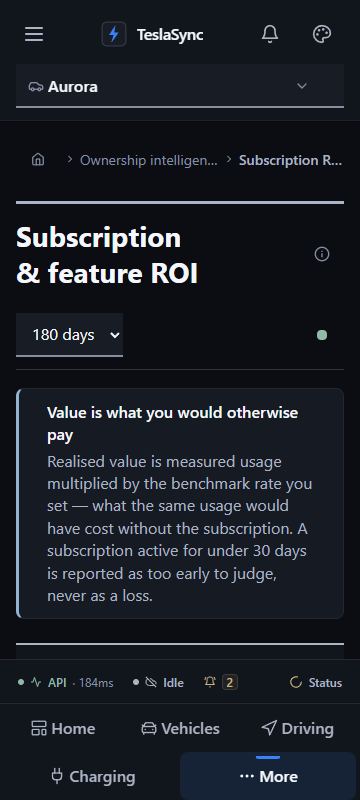 TeslaSync
Aurora
Ownership intelligen... Subscription R...
Subscription
& feature ROI
180 days
Value is what you would otherwise
pay
Realised value is measured usage
multiplied by the benchmark rate you
set — what the same usage would
have cost without the subscription. A
subscription active for under 30 days
is reported as too early to judge,
never as a loss.
API · 184ms Idle 2 Status
Home Vehicles Driving
Charging More